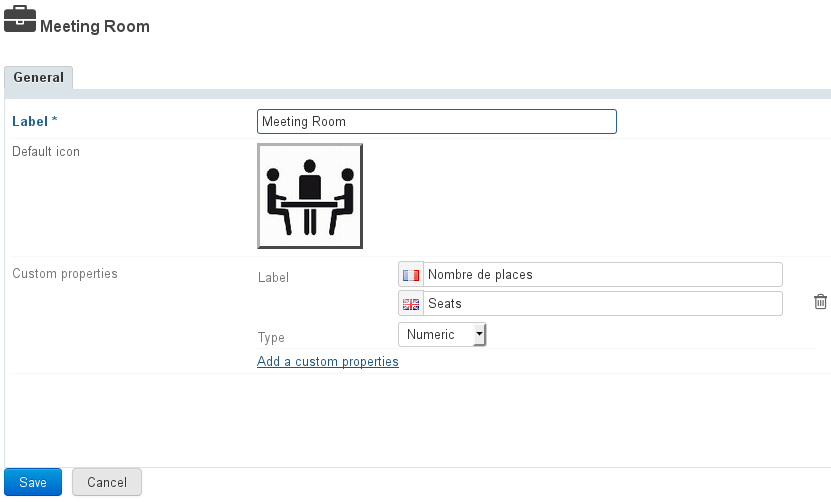 Meeting Room
General
Label *
Meeting Room
Default icon
Custom properties
Label
Nombre de places
Seats
Type
Numeric
Add a custom properties
Save
Cancel